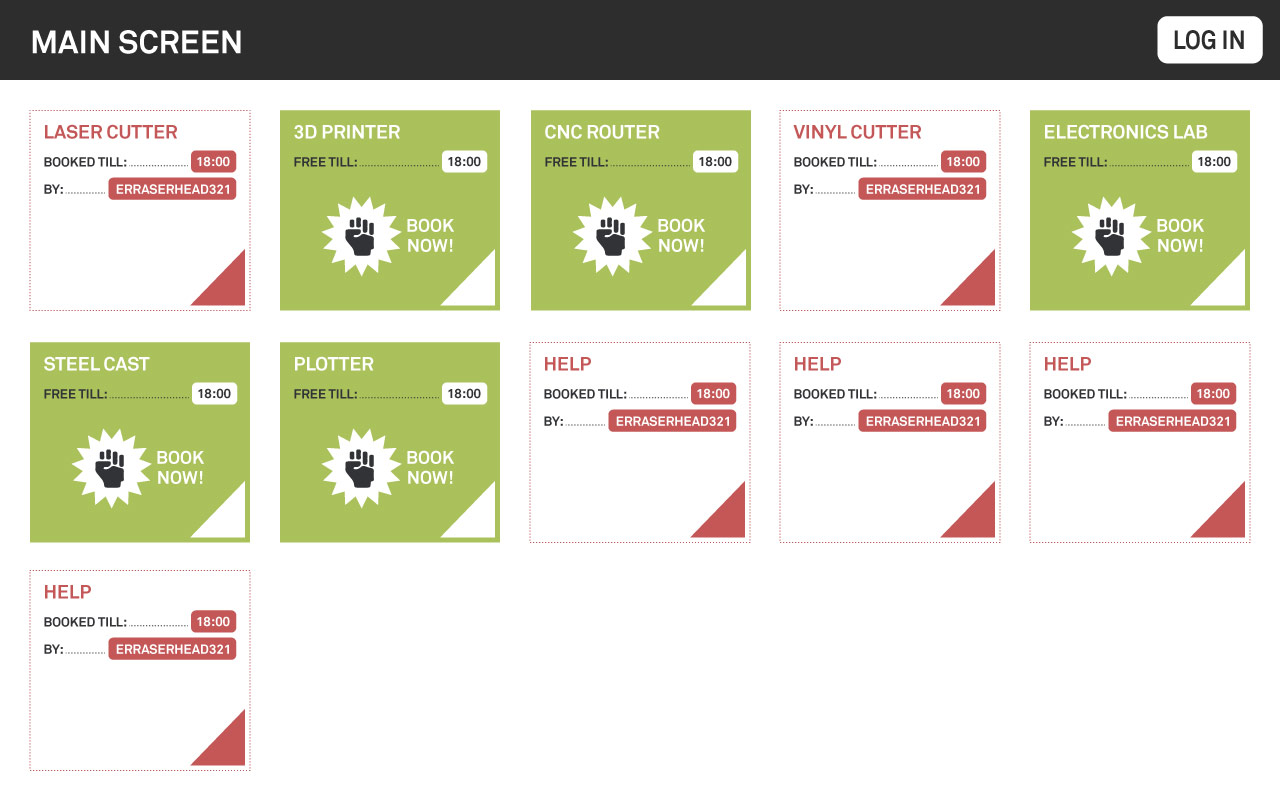 MAIN SCREEN
LOG IN
LASER CUTTER
BOOKED TILL: 18:00
BY: ERRASERHEAD321
3D PRINTER
FREE TILL: 18:00
BOOK
NOW!
CNC ROUTER
FREE TILL: 18:00
BOOK
NOW!
VINYL CUTTER
BOOKED TILL: 18:00
BY: ERRASERHEAD321
ELECTRONICS LAB
FREE TILL: 18:00
BOOK
NOW!
STEEL CAST
FREE TILL: 18:00
BOOK
NOW!
PLOTTER
FREE TILL: 18:00
BOOK
NOW!
HELP
BOOKED TILL: 18:00
BY: ERRASERHEAD321
HELP
BOOKED TILL: 18:00
BY: ERRASERHEAD321
HELP
BOOKED TILL: 18:00
BY: ERRASERHEAD321
HELP
BOOKED TILL: 18:00
BY: ERRASERHEAD321